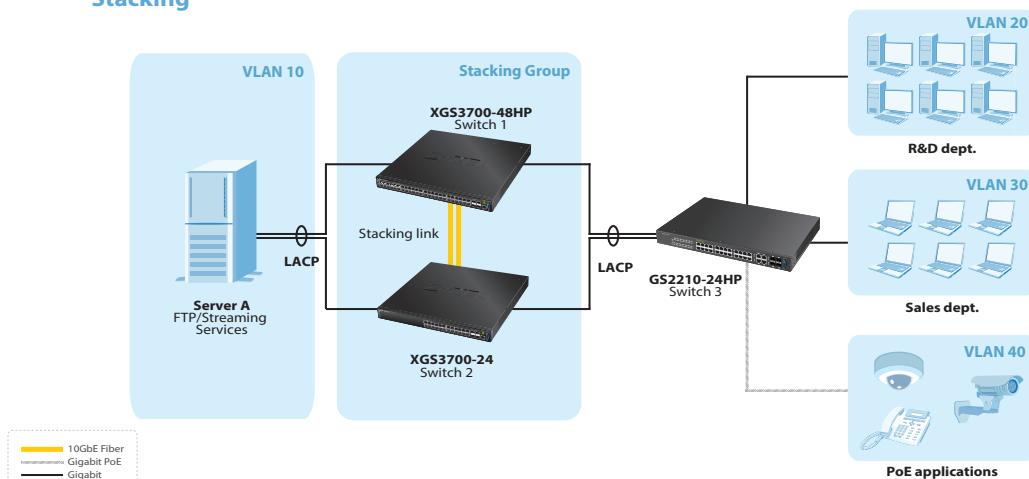 Stacking
VLAN 10
Stacking Group
VLAN 20
XGS3700-48HP
Switch 1
R&D dept.
VLAN 30
Stacking link
LACP
LACP
GS2210-24HP
Switch 3
Server A
FTP/Streaming
Services
Sales dept.
XGS3700-24
Switch 2
VLAN 40
10GbE Fiber
Gigabit PoE
Gigabit
PoE applications